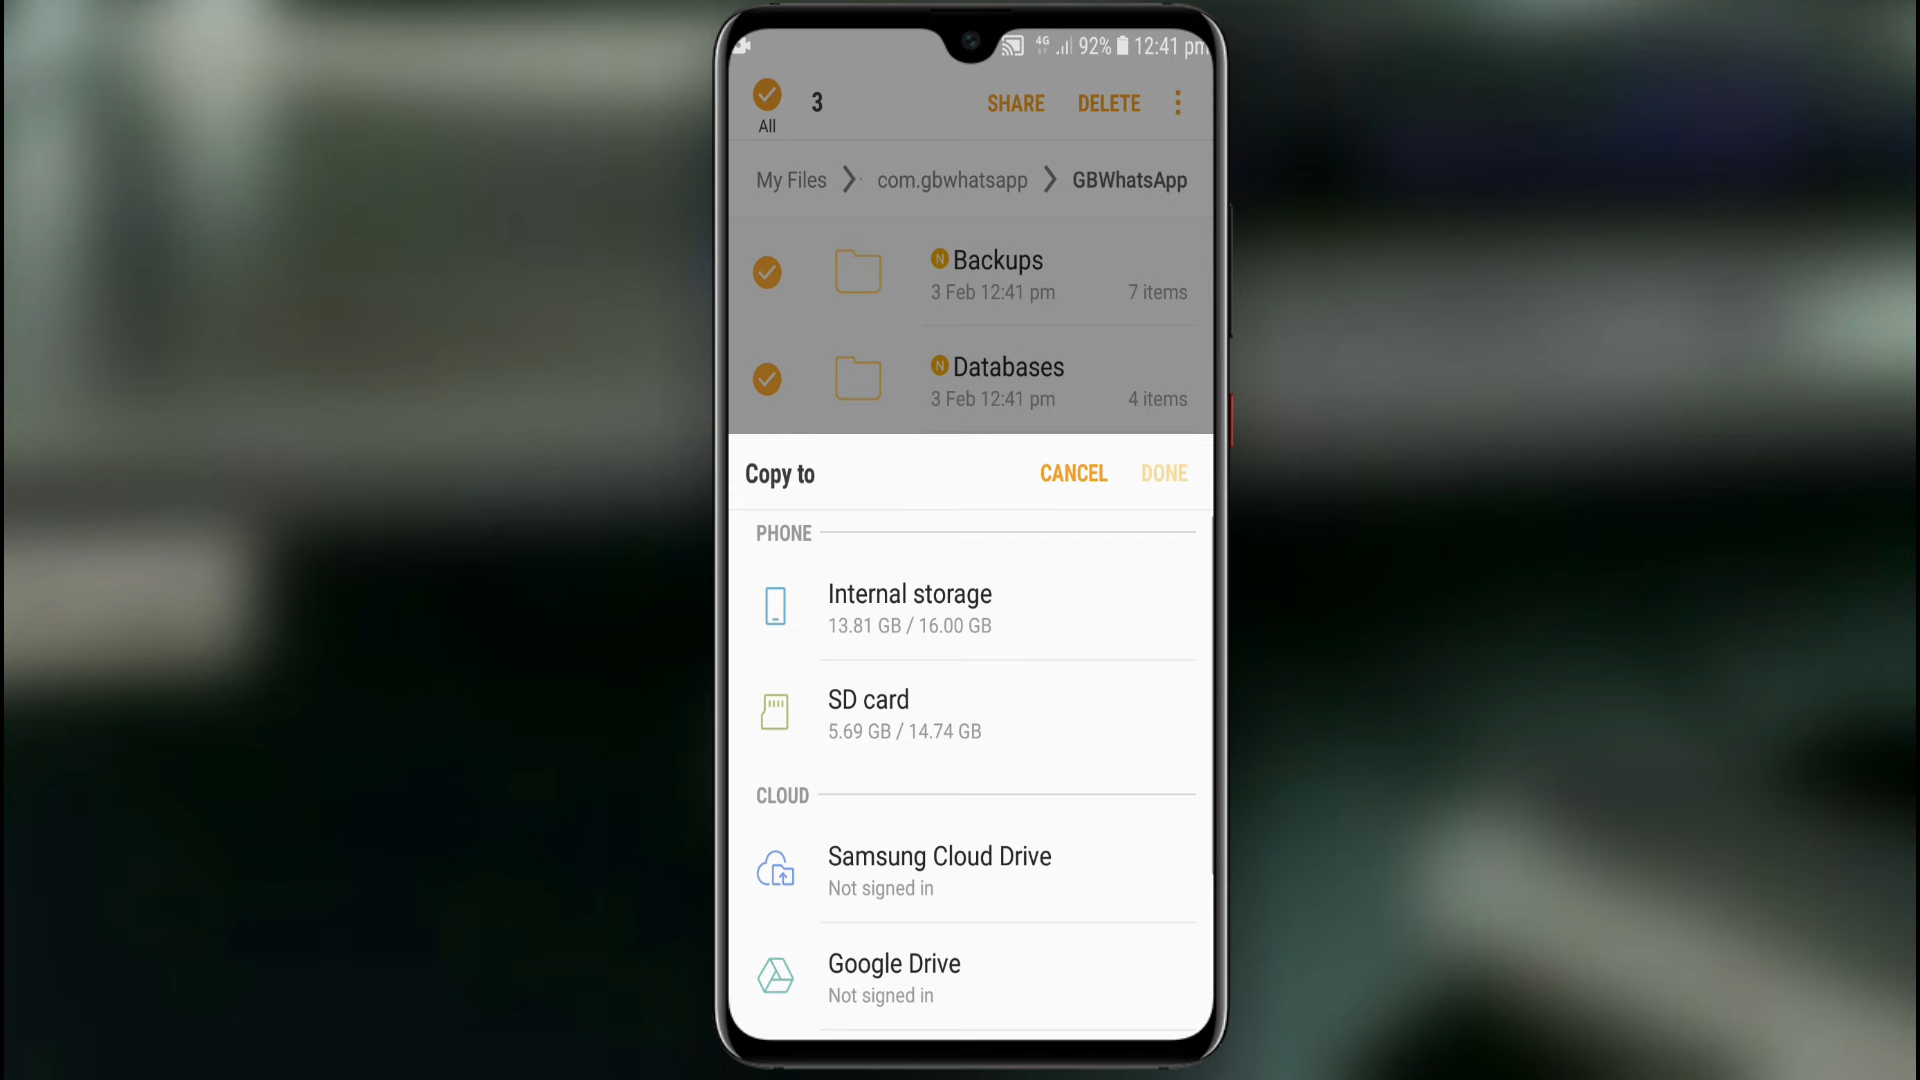 4G 92% 12:41 pm
3 SHARE DELETE
All
My Files com.gbwhatsapp GBWhatsApp
N Backups
3 Feb 12:41 pm 7 items
N Databases
3 Feb 12:41 pm 4 items
Copy to CANCEL DONE
PHONE
Internal storage
13.81 GB / 16.00 GB
SD card
5.69 GB / 14.74 GB
CLOUD
Samsung Cloud Drive
Not signed in
Google Drive
Not signed in